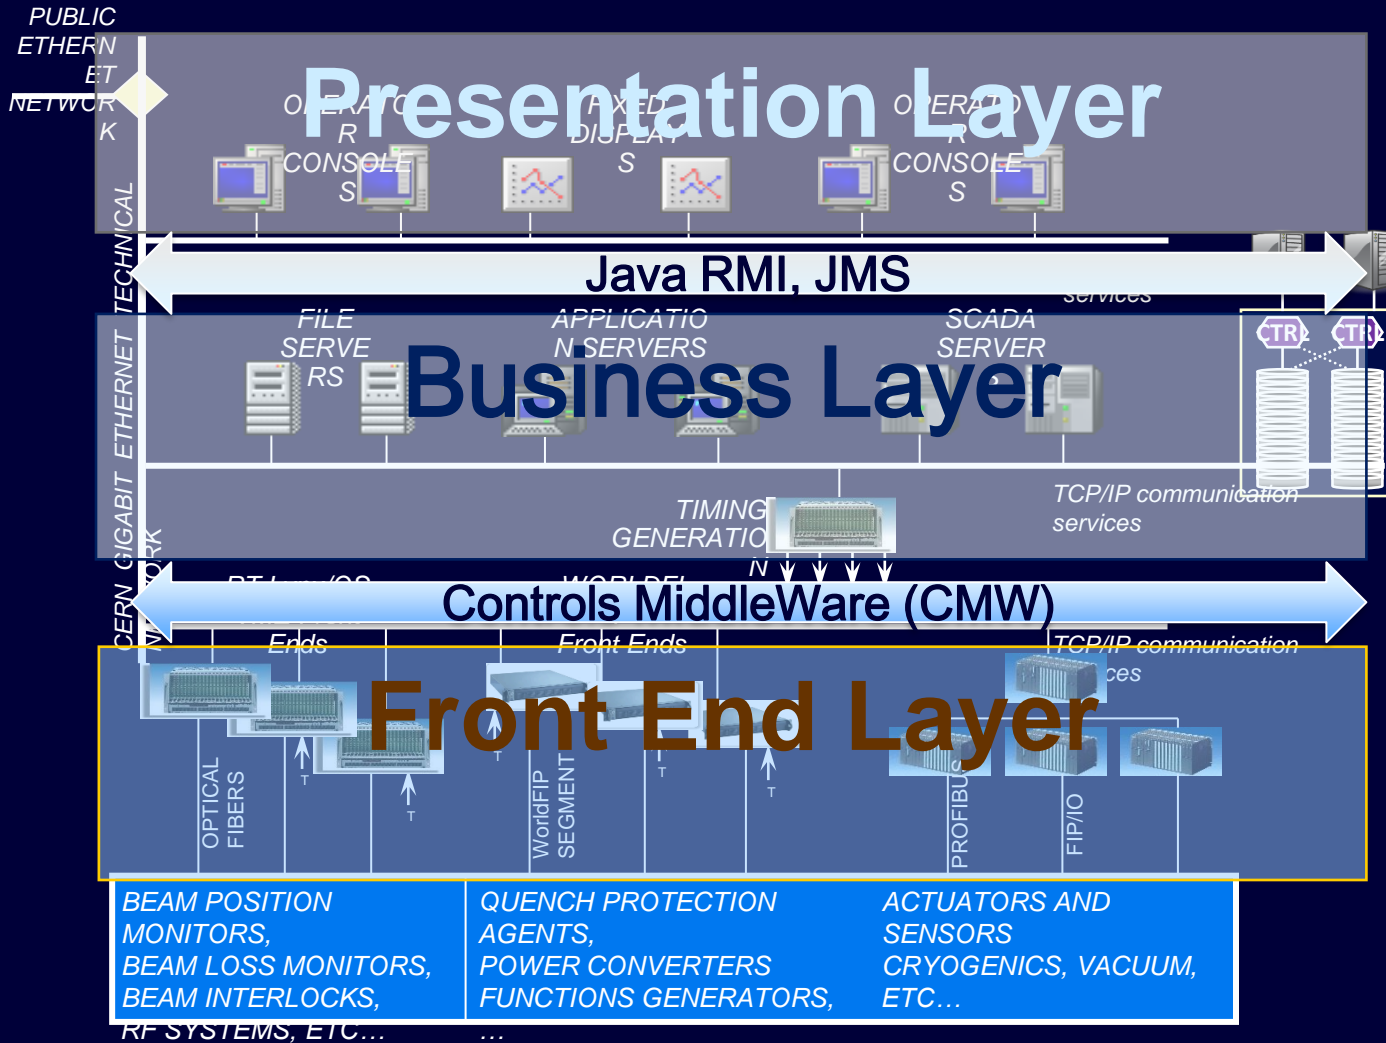 PUBLIC
ETHERN
ET
NETWOR
K
Presentation Layer
OPERATO
R
CONSOLE
S
FIXED
DISPLAY
S
OPERATO
R
CONSOLE
S
Java RMI, JMS
services
CERN GIGABIT ETHERNET TECHNICAL
FILE
SERVE
RS
APPLICATIO
N SERVERS
SCADA
SERVER
CTRL
CTRL
Business Layer
TIMING
GENERATIO
N
TCP/IP communication
services
Controls MiddleWare (CMW)
Ends
Front Ends
TCP/IP communication
Front End Layer
T
T
T
T
T
OPTICAL
FIBERS
WorldFIP
SEGMENT
PROFIBUS
FIP/IO
BEAM POSITION
MONITORS,
BEAM LOSS MONITORS,
BEAM INTERLOCKS,
RF SYSTEMS, ETC…
QUENCH PROTECTION
AGENTS,
POWER CONVERTERS
FUNCTIONS GENERATORS,
…
ACTUATORS AND
SENSORS
CRYOGENICS, VACUUM,
ETC…